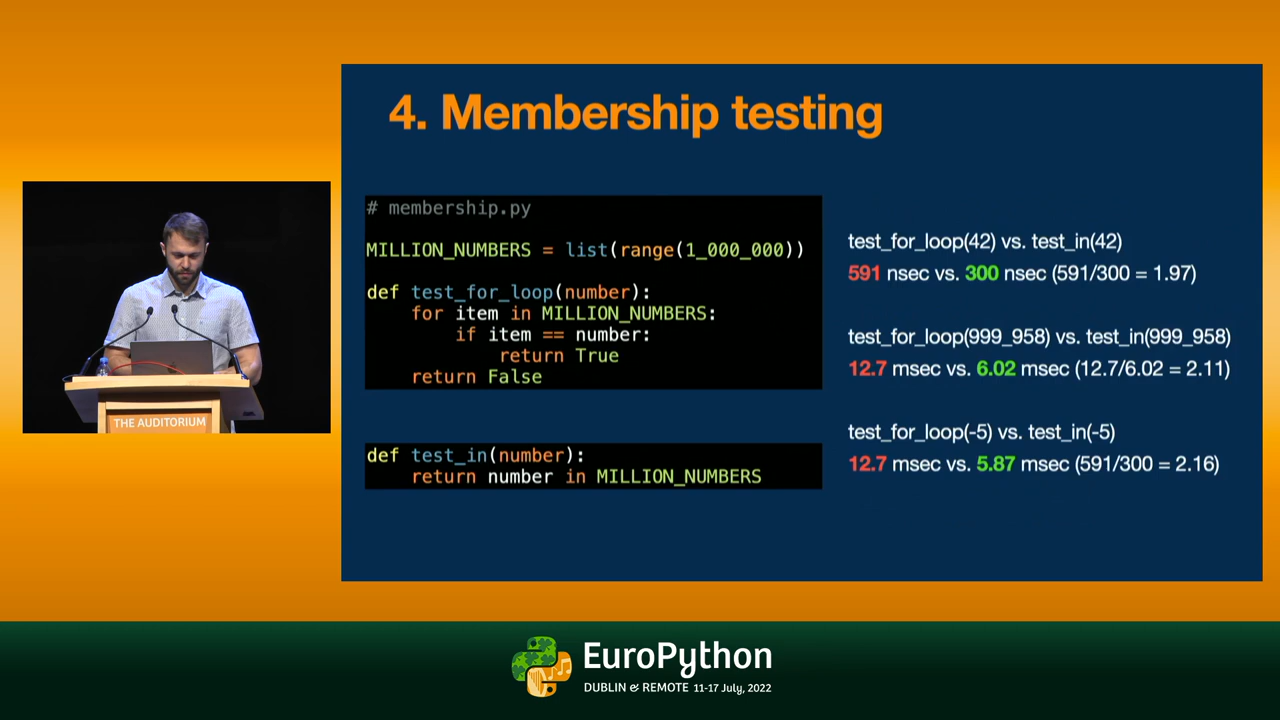 4. Membership testing
# membership.py
MILLION_NUMBERS = list(range(1_000_000))
def test_for_loop(number):
    for item in MILLION_NUMBERS:
        if item == number:
            return True
    return False
def test_in(number):
    return number in MILLION_NUMBERS
test_for_loop(42) vs. test_in(42)
591 nsec vs. 300 nsec (591/300 = 1.97)
test_for_loop(999_958) vs. test_in(999_958)
12.7 msec vs. 6.02 msec (12.7/6.02 = 2.11)
test_for_loop(-5) vs. test_in(-5)
12.7 msec vs. 5.87 msec (591/300 = 2.16)
THE AUDITORIUM
EuroPython
DUBLIN & REMOTE 11-17 July, 2022